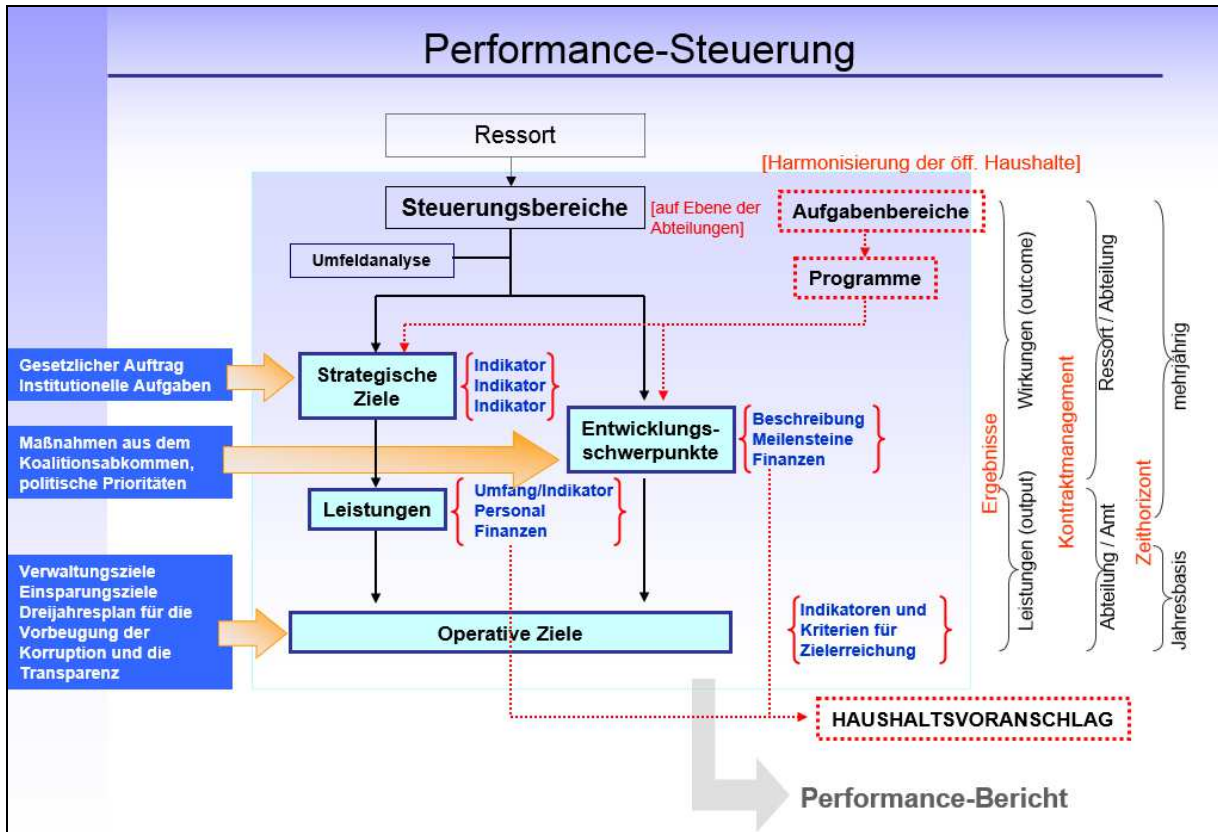 Performance-Steuerung
Ressort
[Harmonisierung der öff. Haushalte]
Steuerungsbereiche
[auf Ebene der
Abteilungen]
Aufgabenbereiche
Umfeldanalyse
Programme
Gesetzlicher Auftrag
Institutionelle Aufgaben
Strategische
Ziele
Indikator
Indikator
Indikator
Maßnahmen aus dem
Koalitionsabkommen,
politische Prioritäten
Entwicklungs-
schwerpunkte
Beschreibung
Meilensteine
Finanzen
Leistungen
Umfang/Indikator
Personal
Finanzen
Verwaltungsziele
Einsparungsziele
Dreijahresplan für die
Vorbeugung der
Korruption und die
Transparenz
Operative Ziele
Indikatoren und
Kriterien für
Zielerreichung
Ergebnisse
Wirkungen (outcome)
Leistungen (output)
Kontraktmanagement
Ressort / Abteilung
Abteilung / Amt
Zeithorizont
mehrjährig
Jahresbasis
HAUSHALTSVORANSCHLAG
Performance-Bericht